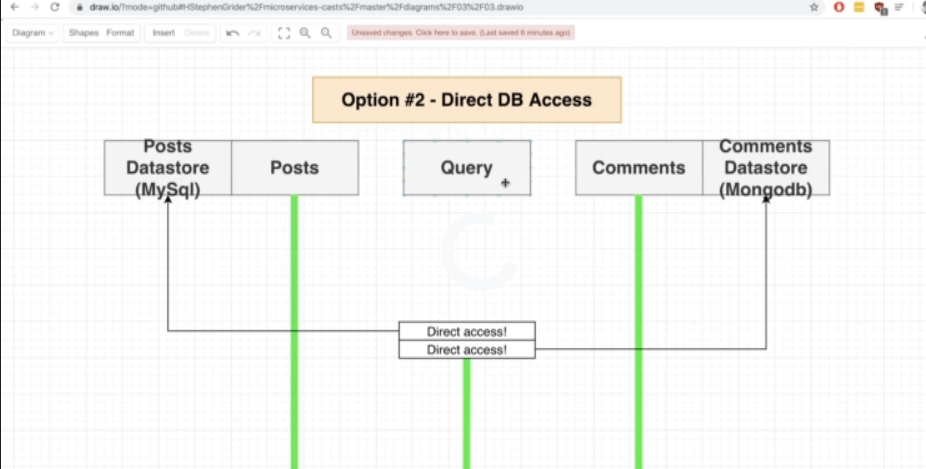 draw.io/?mode=github#HStephenGrider%2Fmicroservices-casts%2Fmaster%2Fdiagrams%2F03%2F03.drawio
Diagram Shapes Format Insert Delete Unsaved changes. Click here to save. (Last saved 6 minutes ago)
Option #2 - Direct DB Access
Posts
Datastore
(MySql)
Posts
Query
Comments
Comments
Datastore
(Mongodb)
Direct access!
Direct access!